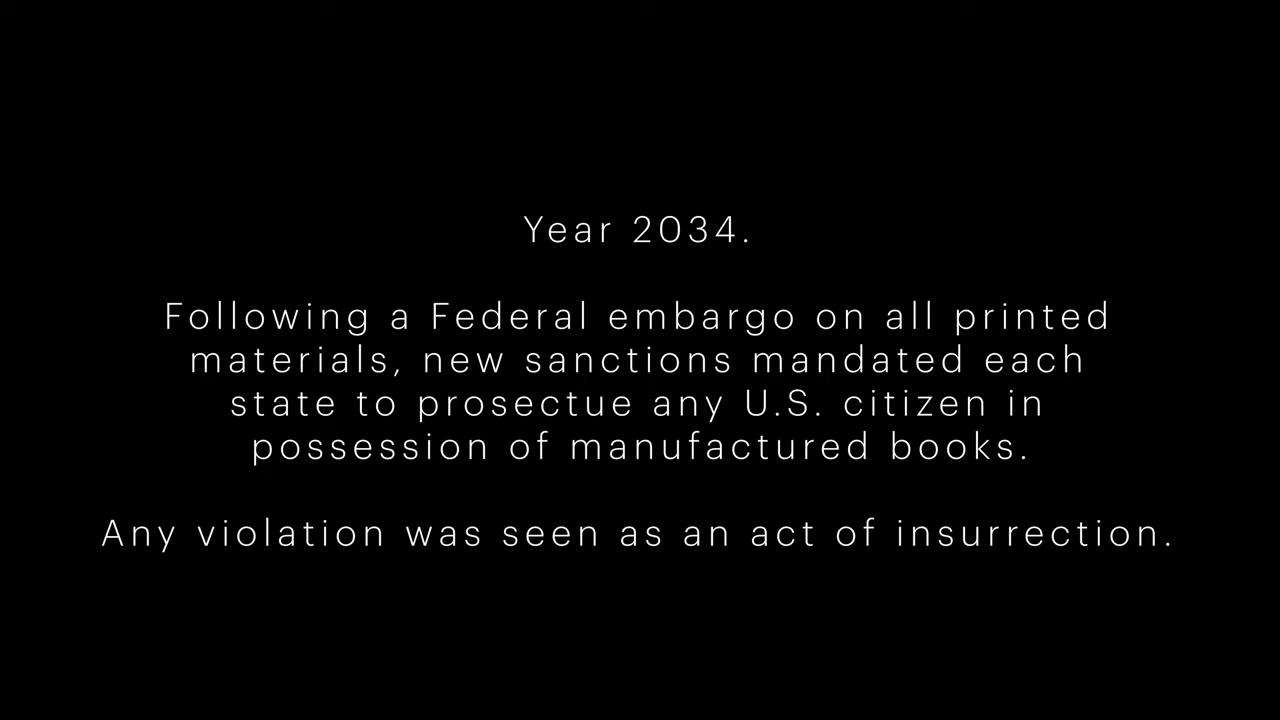 Year 2034.
Following a Federal embargo on all printed
materials, new sanctions mandated each
state to prosectue any U.S. citizen in
possession of manufactured books.
Any violation was seen as an act of insurrection.